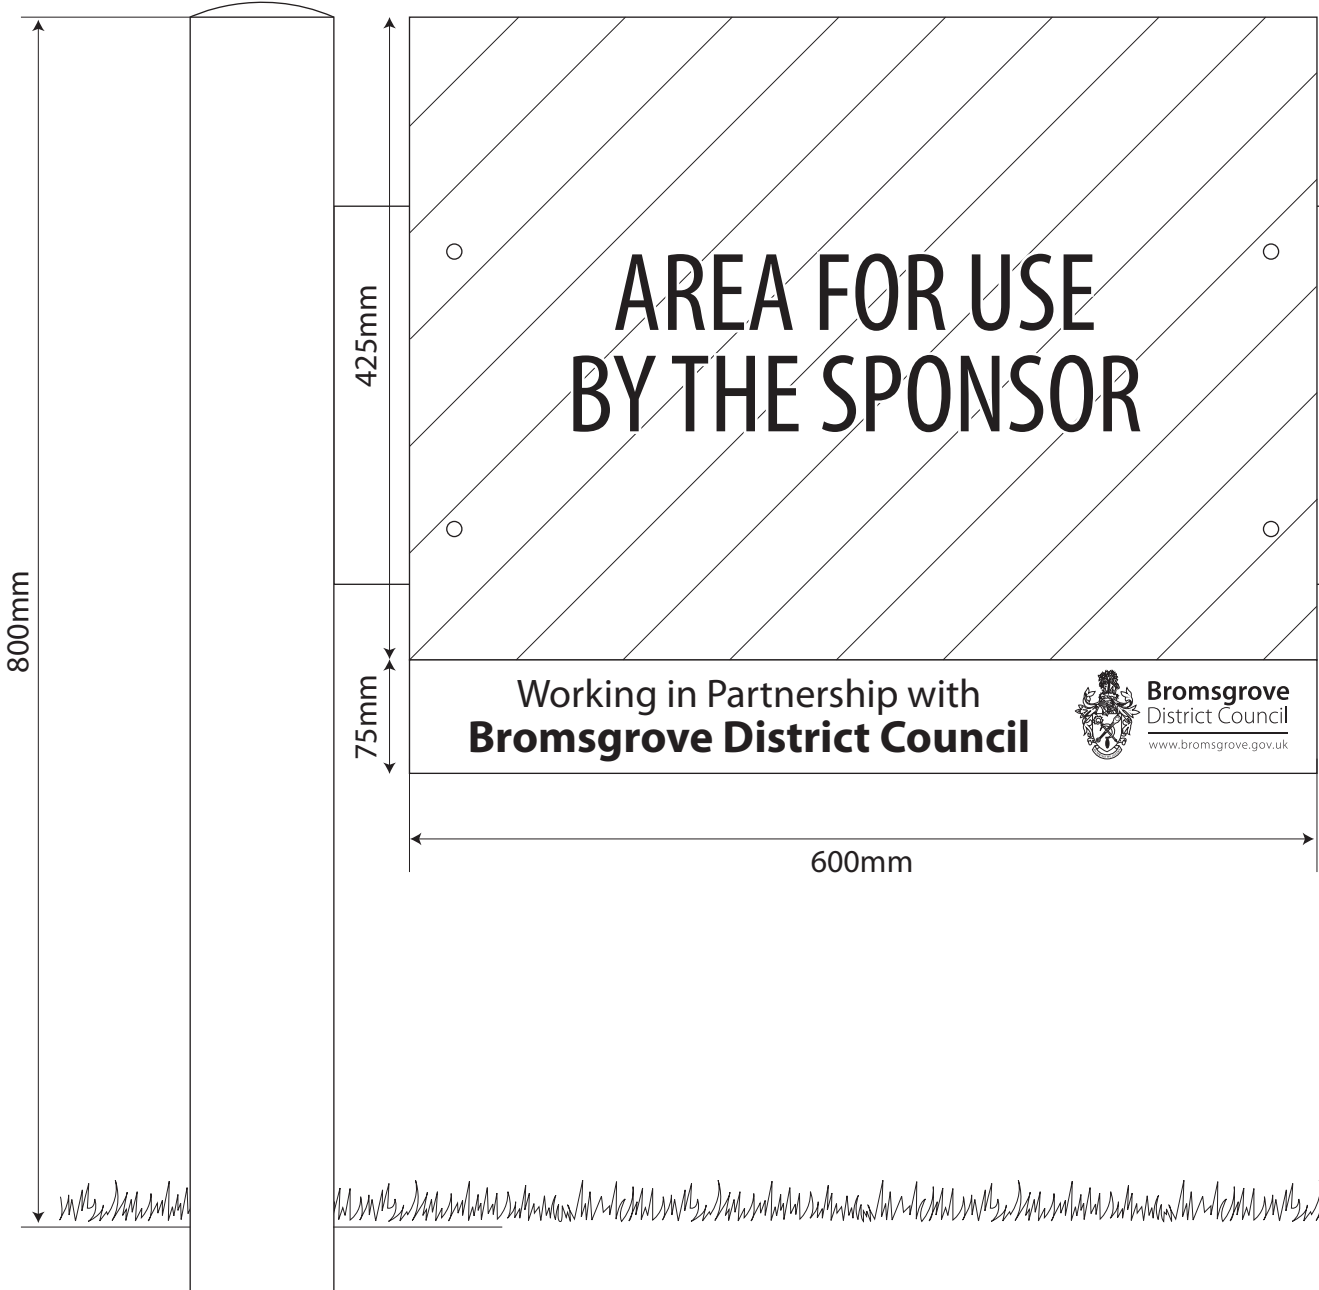 AREA FOR USE
BY THE SPONSOR
425mm
800mm
75mm
Working in Partnership with
Bromsgrove District Council
Bromsgrove
District Council
www.bromsgrove.gov.uk
600mm